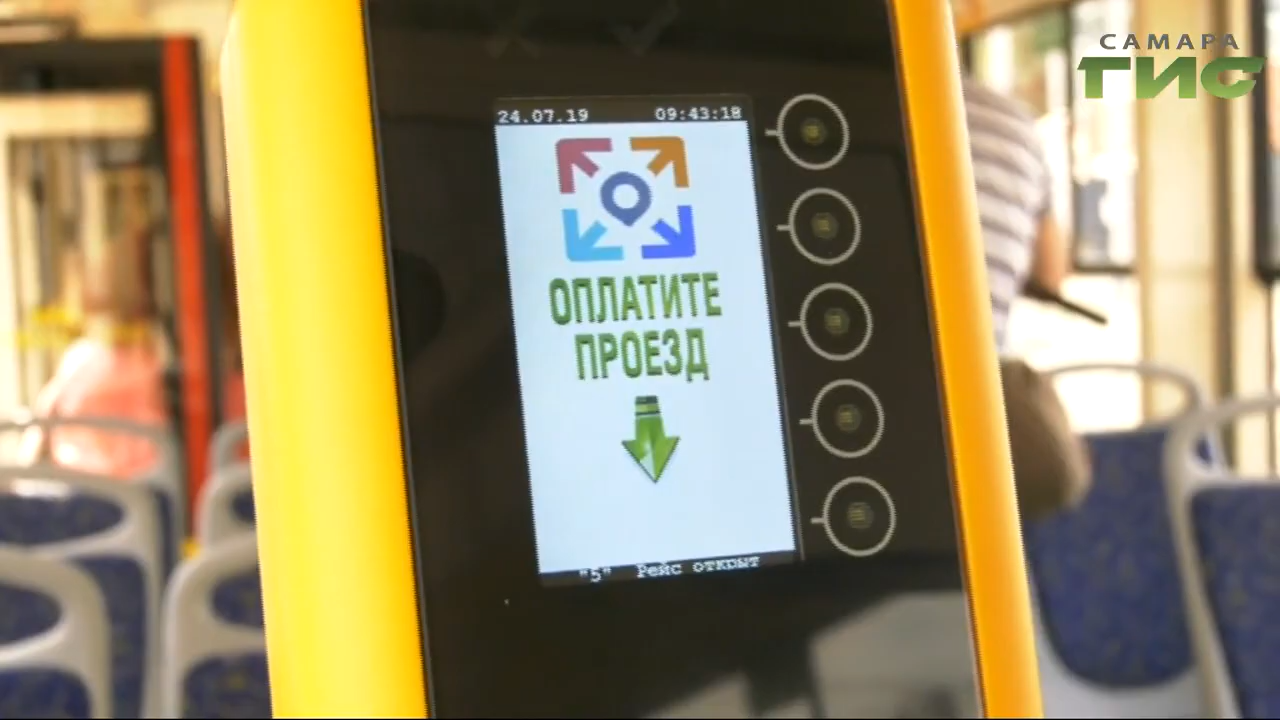 САМАРА
ГИС
24.07.19 09:43:18
ОПЛАТИТЕ
ПРОЕЗД
"5" Рейс открыт